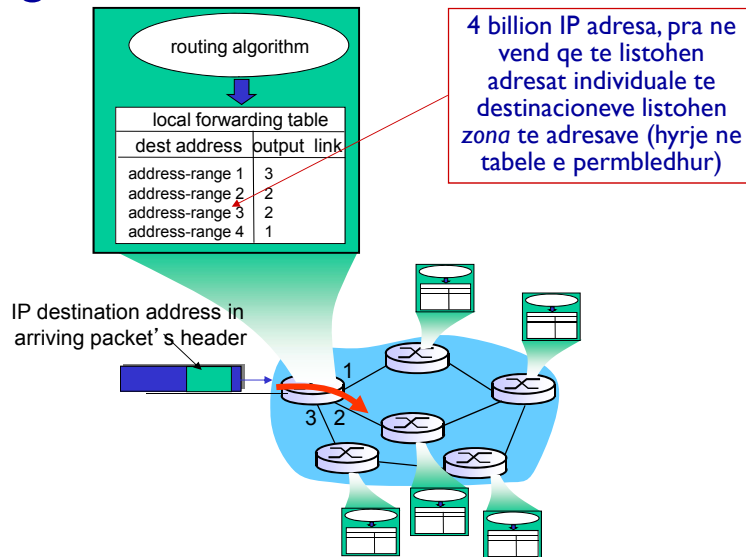 g
routing algorithm
local forwarding table
dest address output link
address-range 1 3
address-range 2 2
address-range 3 2
address-range 4 1
4 billion IP adresa, pra ne
vend qe te listohen
adresat individuale te
destinacioneve listohen
zona te adresave (hyrje ne
tabele e permbledhur)
IP destination address in
arriving packet's header
1
3 2